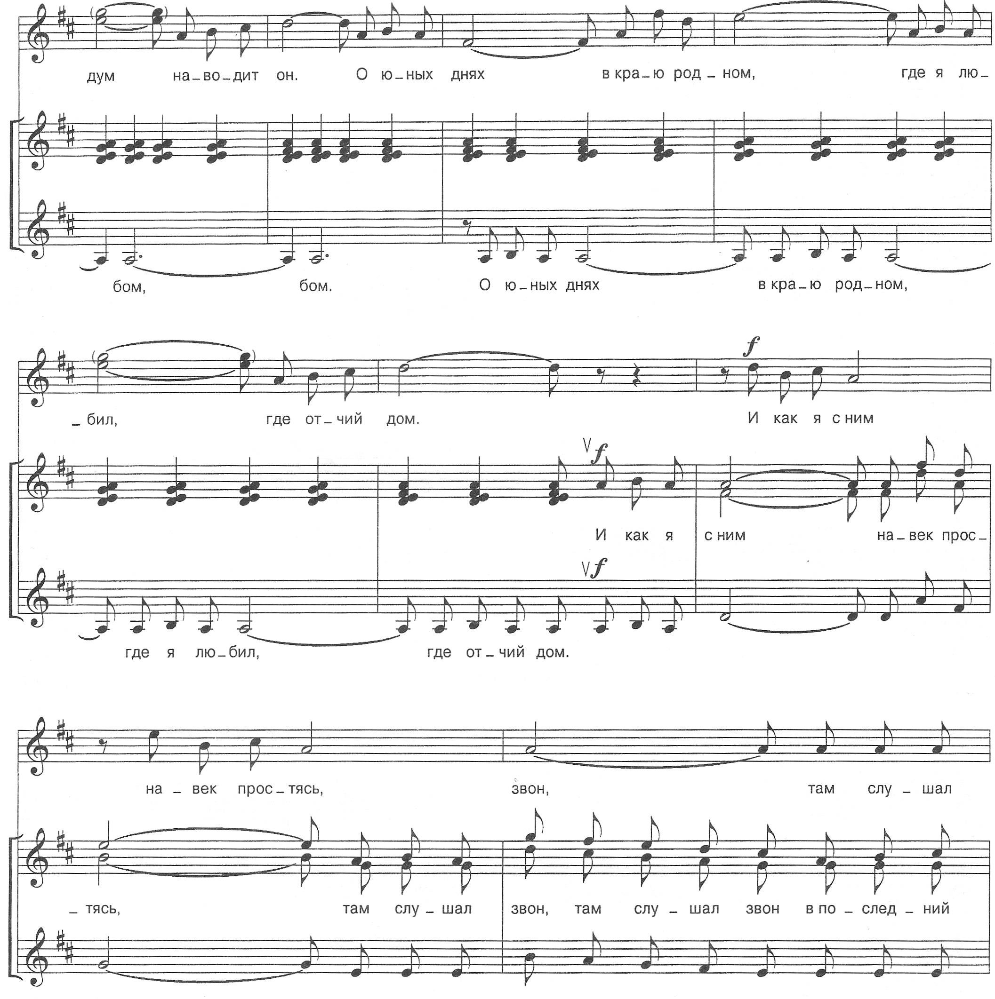 дум на–во–дит он. О ю–ных днях в кра–ю род – ном, где я лю–
бом, бом. О ю–ных днях в кра–ю род–ном,
f
– бил, где от–чий дом. И как я с ним
V f
И как я с ним на–век прос–
V f
где я лю–бил, где от–чий дом.
на – век прос–тясь, звон, там слу – шал
– тясь, там слу – шал звон, там слу – шал звон в по – след – ний